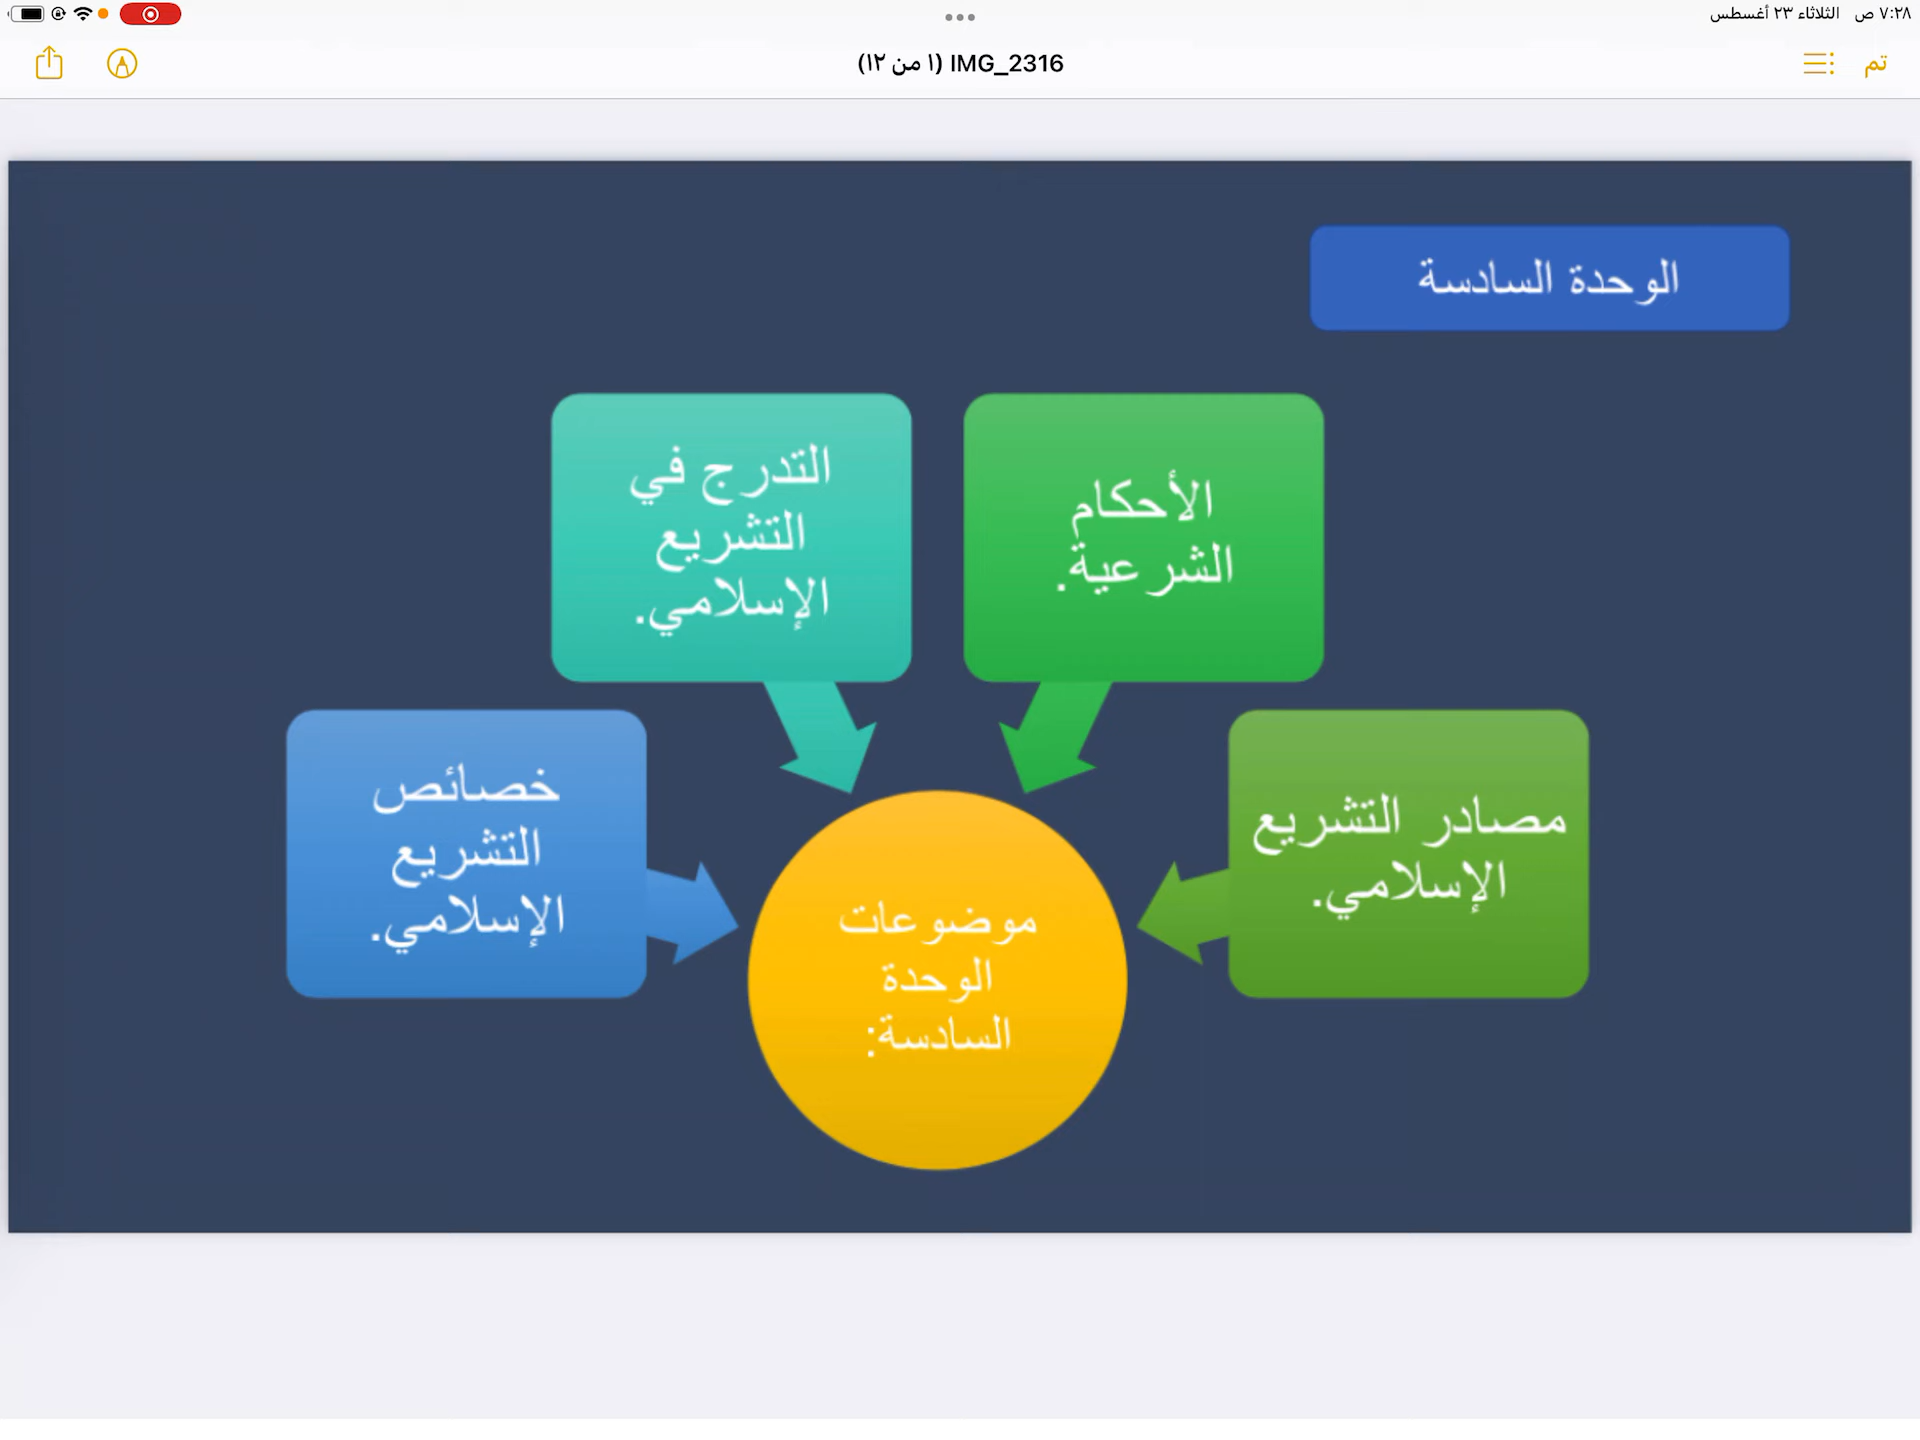 ٧:٢٨ ص الثلاثاء ٢٣ أغسطس
تم
IMG_2316 (١ من ١٢)
الوحدة السادسة
الأحكام
الشرعية.
التدرج في
التشريع
الإسلامي.
مصادر التشريع
الإسلامي.
خصائص
التشريع
الإسلامي.
موضوعات
الوحدة
السادسة: